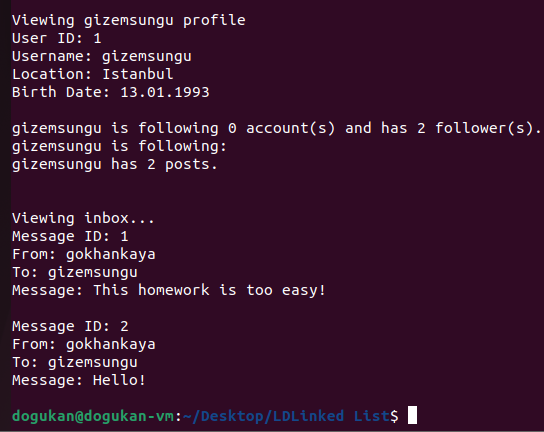 Viewing gizemsungu profile
User ID: 1
Username: gizemsungu
Location: Istanbul
Birth Date: 13.01.1993
gizemsungu is following 0 account(s) and has 2 follower(s).
gizemsungu is following:
gizemsungu has 2 posts.
Viewing inbox...
Message ID: 1
From: gokhankaya
To: gizemsungu
Message: This homework is too easy!
Message ID: 2
From: gokhankaya
To: gizemsungu
Message: Hello!
dogukan@dogukan-vm:~/Desktop/LDLinked List$